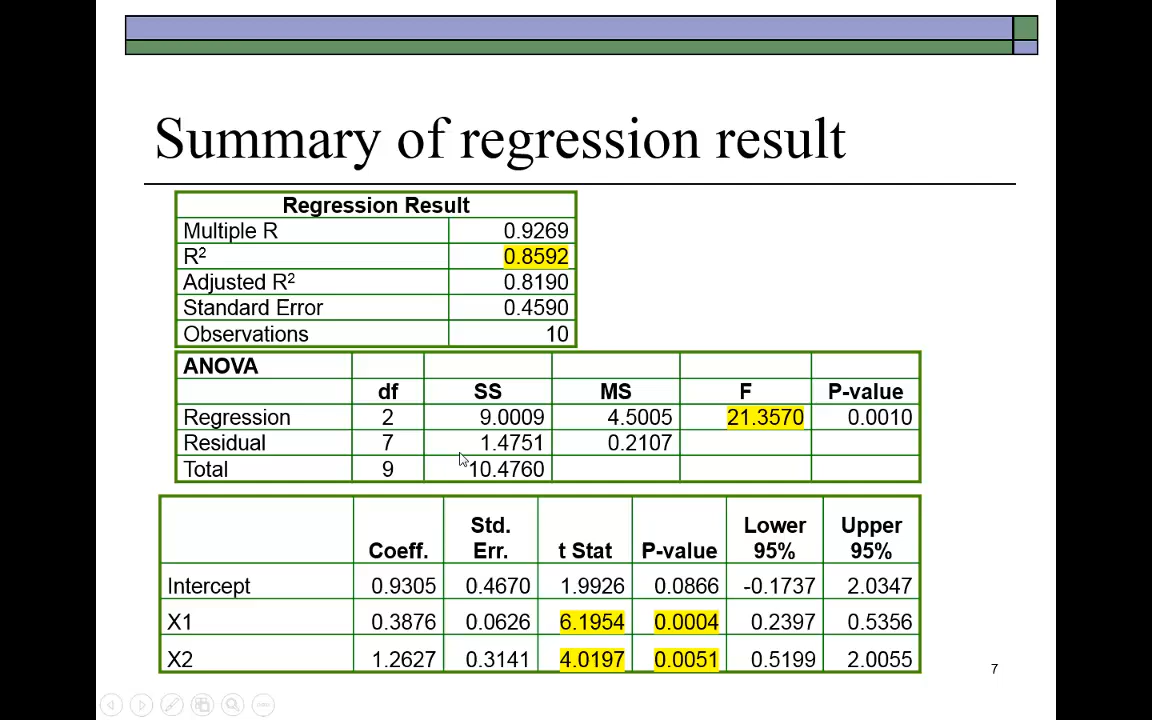 Summary of regression result
Regression Result
Multiple R 0.9269
R² 0.8592
Adjusted R² 0.8190
Standard Error 0.4590
Observations 10
ANOVA
df SS MS F P-value
Regression 2 9.0009 4.5005 21.3570 0.0010
Residual 7 1.4751 0.2107
Total 9 10.4760
Coeff. Std. Err. t Stat P-value Lower 95% Upper 95%
Intercept 0.9305 0.4670 1.9926 0.0866 -0.1737 2.0347
X1 0.3876 0.0626 6.1954 0.0004 0.2397 0.5356
X2 1.2627 0.3141 4.0197 0.0051 0.5199 2.0055
7